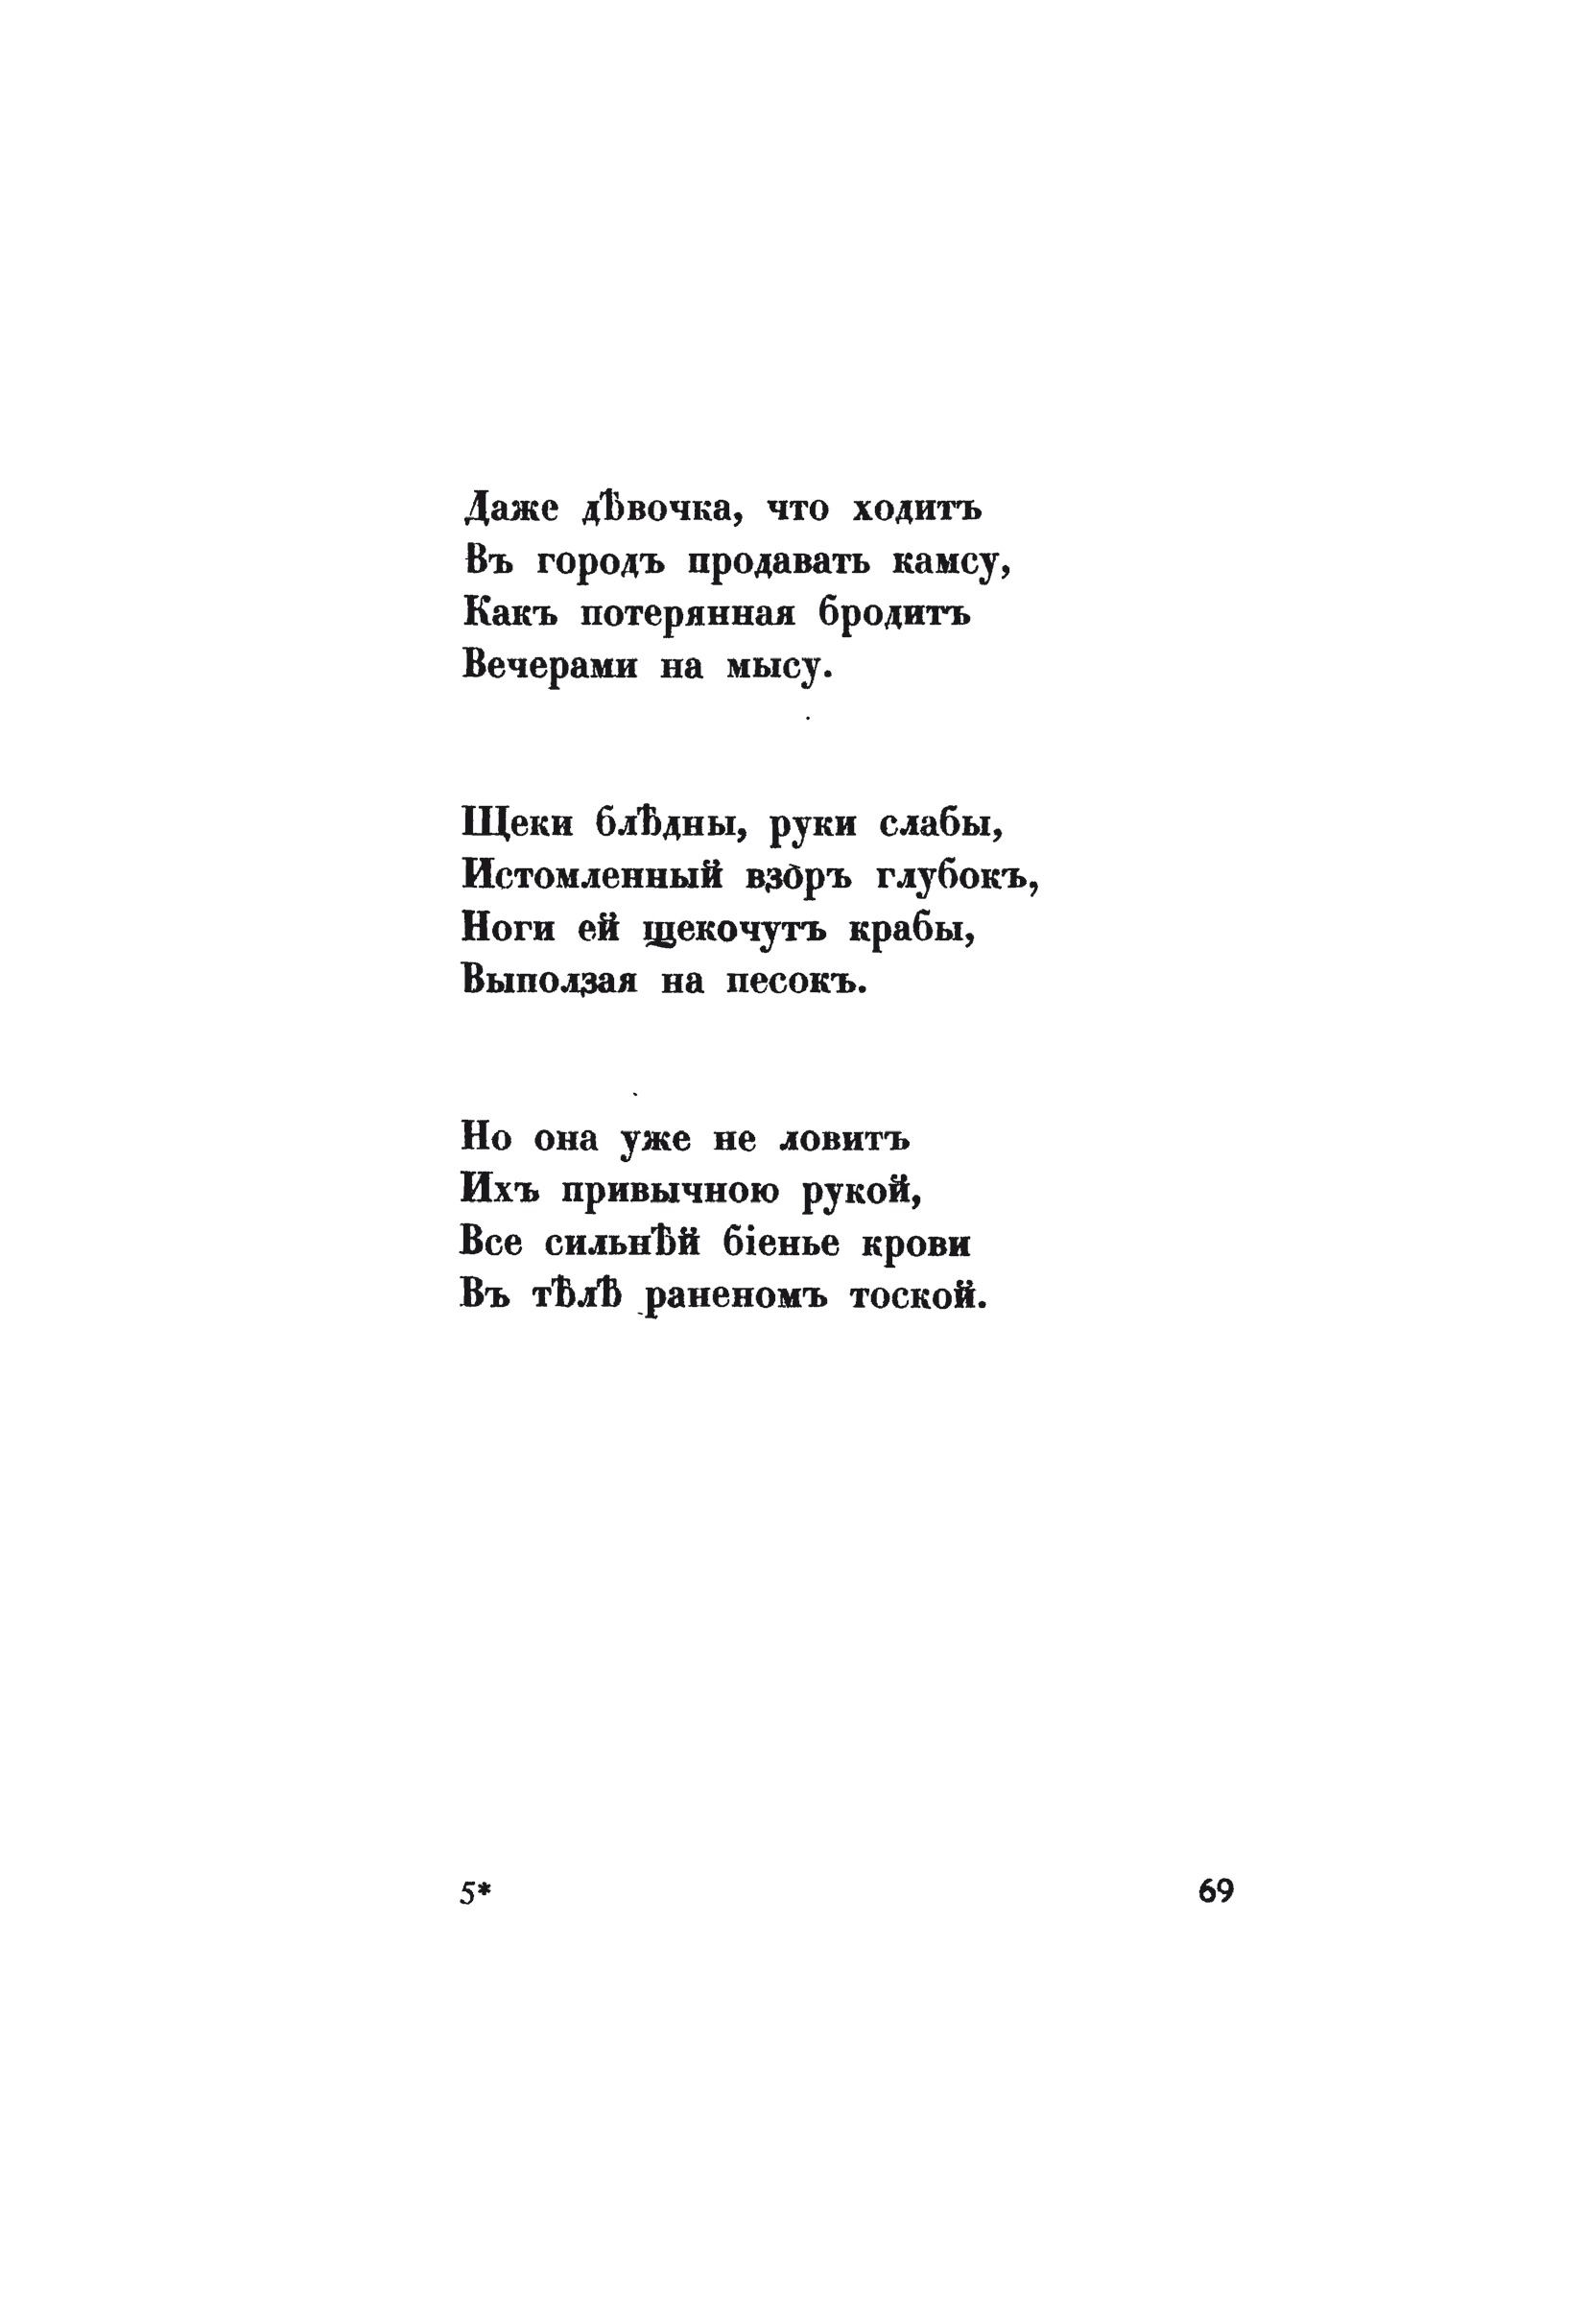 Даже дѣвочка, что ходитъ
Въ городъ продавать камсу,
Какъ потерянная бродитъ
Вечерами на мысу.
Щеки блѣдны, руки слабы,
Истомленный взоръ глубокъ,
Ноги ей щекочутъ крабы,
Выползая на песокъ.
Но она уже не ловитъ
Ихъ привычною рукой,
Все сильнѣй біенье крови
Въ тѣлѣ раненомъ тоской.
5* 69